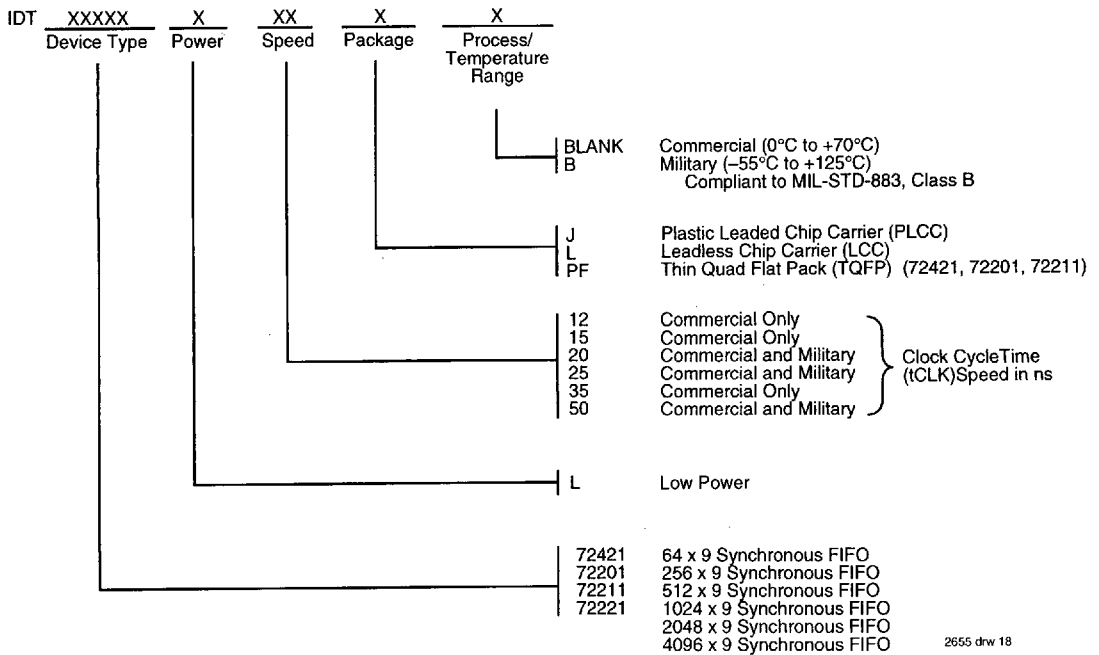 IDT XXXXX X XX X X
Device Type Power Speed Package Process/
Temperature
Range
BLANK Commercial (0°C to +70°C)
B Military (–55°C to +125°C)
Compliant to MIL-STD-883, Class B
J Plastic Leaded Chip Carrier (PLCC)
L Leadless Chip Carrier (LCC)
PF Thin Quad Flat Pack (TQFP) (72421, 72201, 72211)
12 Commercial Only
15 Commercial Only
20 Commercial and Military
25 Commercial and Military
35 Commercial Only
50 Commercial and Military
Clock CycleTime
(tCLK)Speed in ns
L Low Power
72421 64 x 9 Synchronous FIFO
72201 256 x 9 Synchronous FIFO
72211 512 x 9 Synchronous FIFO
72221 1024 x 9 Synchronous FIFO
2048 x 9 Synchronous FIFO
4096 x 9 Synchronous FIFO
2655 drw 18